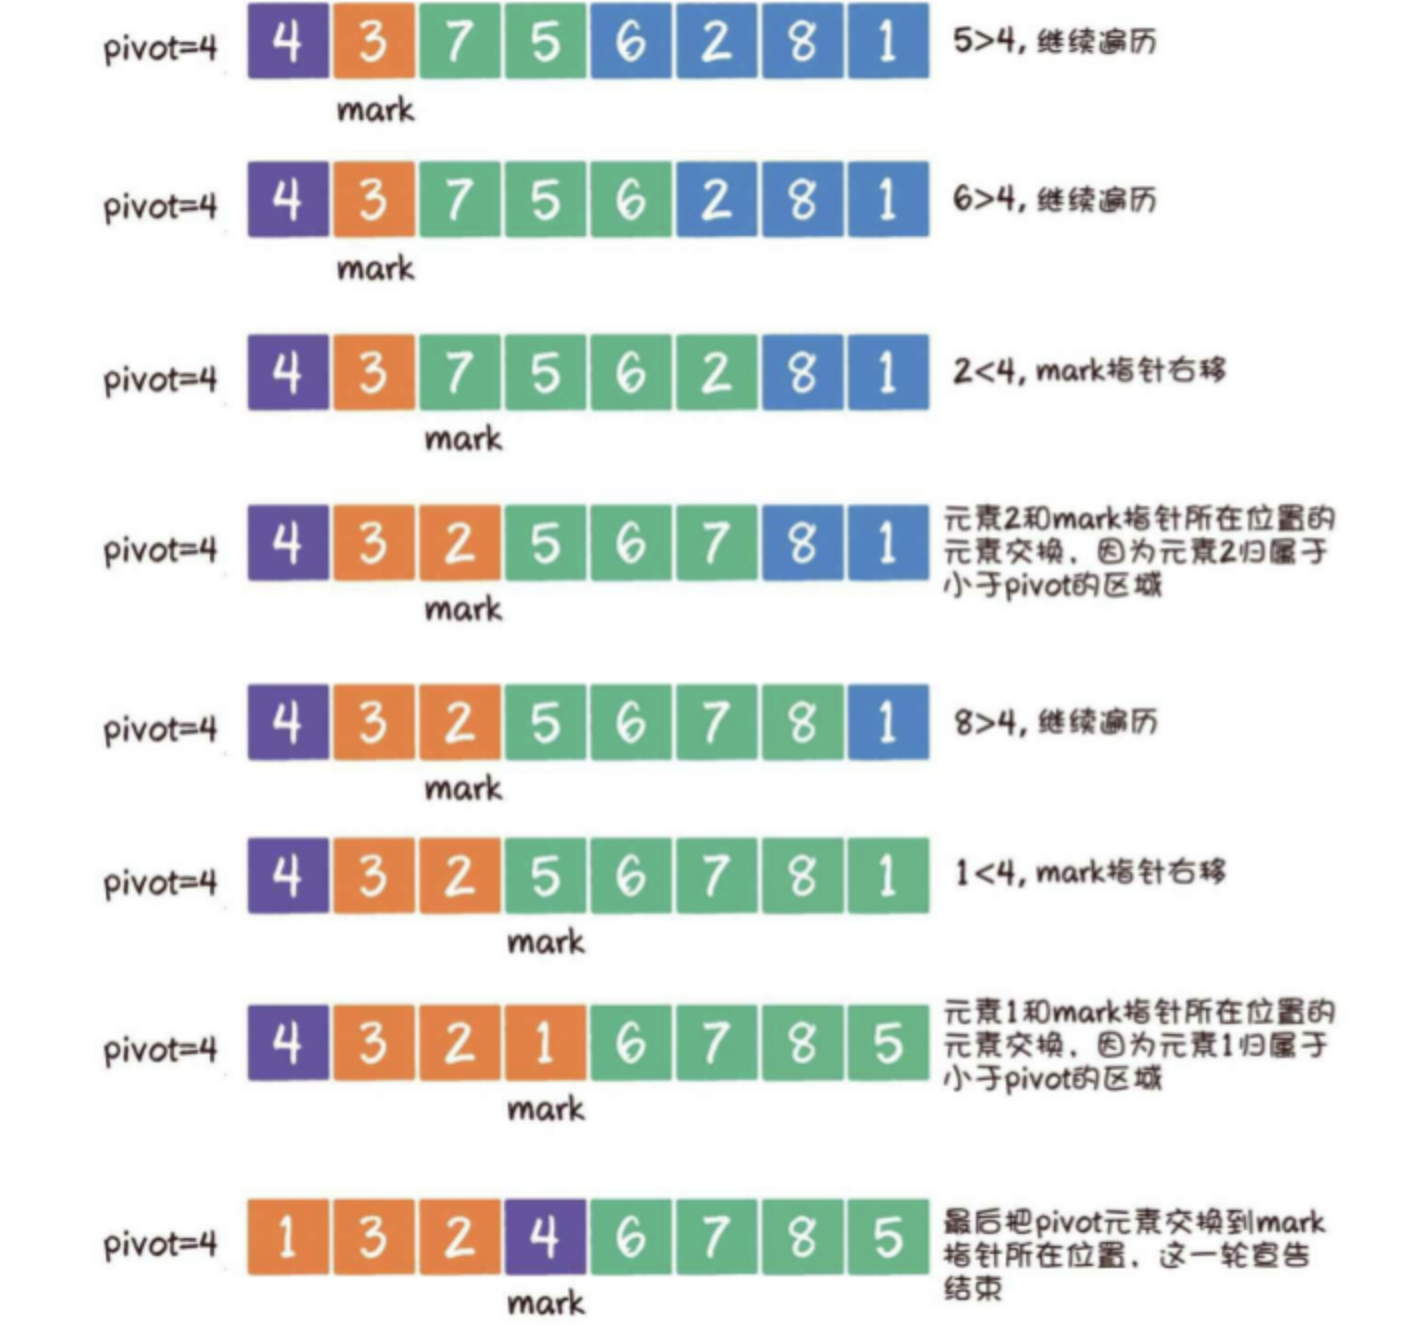 pivot=4 4 3 7 5 6 2 8 1 5>4, 继续遍历
mark
pivot=4 4 3 7 5 6 2 8 1 6>4, 继续遍历
mark
pivot=4 4 3 7 5 6 2 8 1 2<4, mark指针右移
mark
pivot=4 4 3 2 5 6 7 8 1
元素2和mark指针所在位置的
元素交换，因为元素2归属于
小于pivot的区域
mark
pivot=4 4 3 2 5 6 7 8 1 8>4, 继续遍历
mark
pivot=4 4 3 2 5 6 7 8 1 1<4, mark指针右移
mark
pivot=4 4 3 2 1 6 7 8 5
元素1和mark指针所在位置的
元素交换，因为元素1归属于
小于pivot的区域
mark
pivot=4 1 3 2 4 6 7 8 5
最后把pivot元素交换到mark
指针所在位置，这一轮宣告
结束
mark